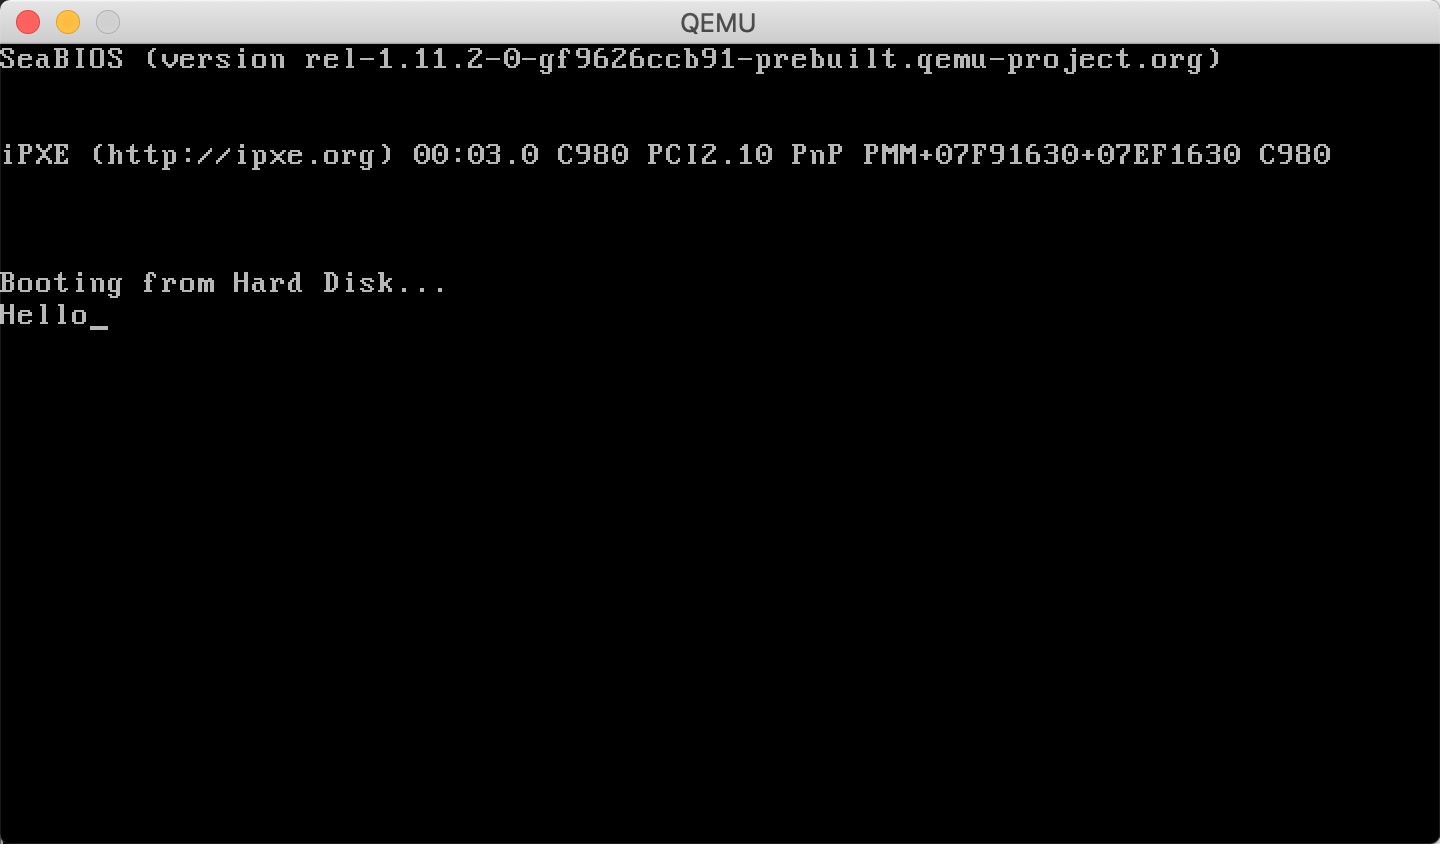 QEMU
SeaBIOS (version rel-1.11.2-0-gf9626ccb91-prebuilt.qemu-project.org)
iPXE (http://ipxe.org) 00:03.0 C980 PCI2.10 PnP PMM+07F91630+07EF1630 C980
Booting from Hard Disk...
Hello_